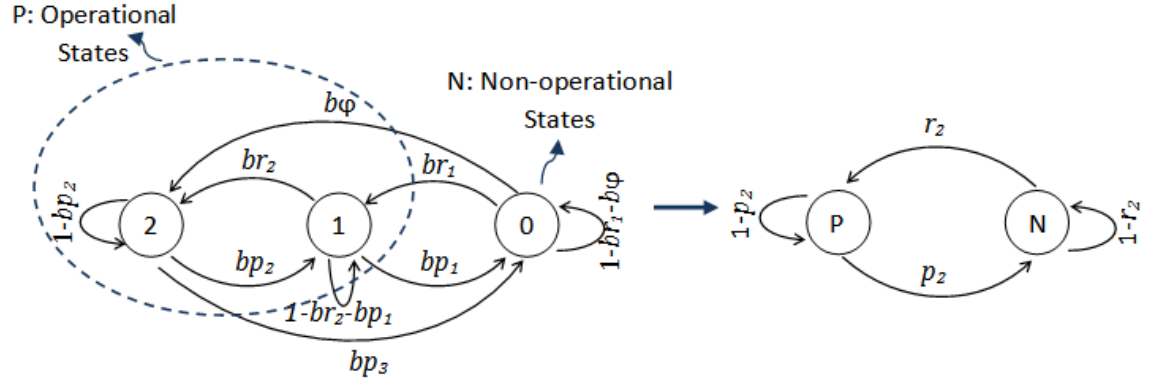 P: Operational
States
N: Non-operational
States
bφ
br₂
br₁
1-bp₂
2
1
0
1-br₁-bφ
bp₂
bp₁
1-br₂-bp₁
bp₃
r₂
1-p₂
P
N
1-r₂
p₂